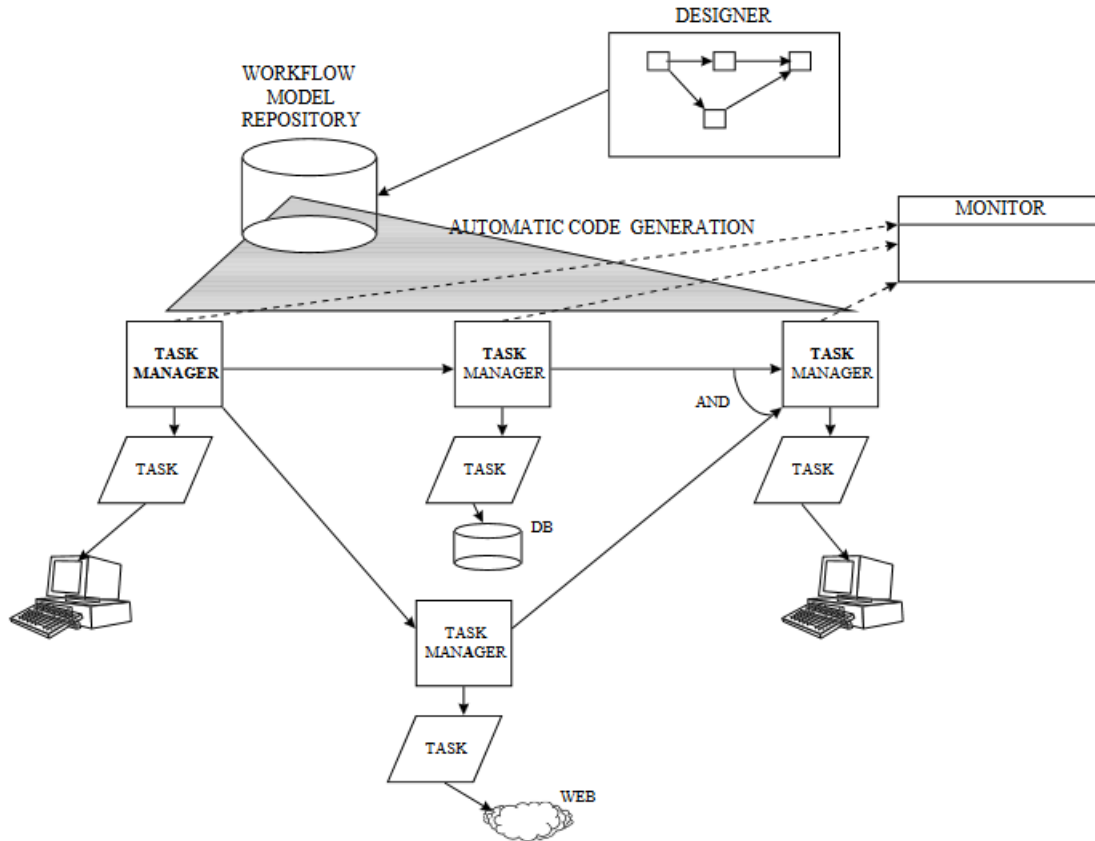 DESIGNER
WORKFLOW
MODEL
REPOSITORY
MONITOR
AUTOMATIC CODE GENERATION
TASK
MANAGER
TASK
MANAGER
TASK
MANAGER
AND
TASK
TASK
TASK
DB
TASK
MANAGER
TASK
WEB